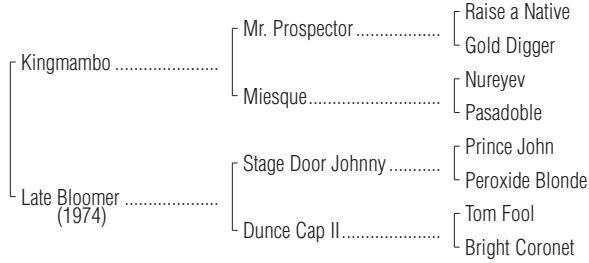 Raise a Native
Mr. Prospector ..................
Gold Digger
Kingmambo ......................
Nureyev
Miesque............................
Pasadoble
Prince John
Stage Door Johnny ...........
Peroxide Blonde
Late Bloomer ....................
(1974)
Tom Fool
Dunce Cap II.....................
Bright Coronet